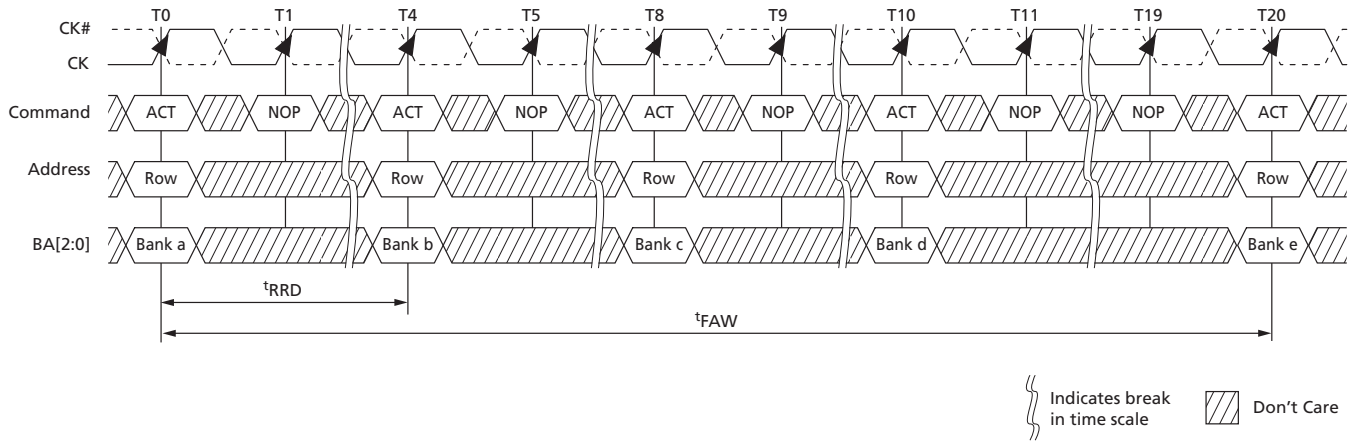 T0 T1 T4 T5 T8 T9 T10 T11 T19 T20
CK#
CK
Command ACT NOP ACT NOP ACT NOP ACT NOP NOP ACT
Address Row Row Row Row Row
BA[2:0] Bank a Bank b Bank c Bank d Bank e
tRRD
tFAW
Indicates break
in time scale
Don't Care